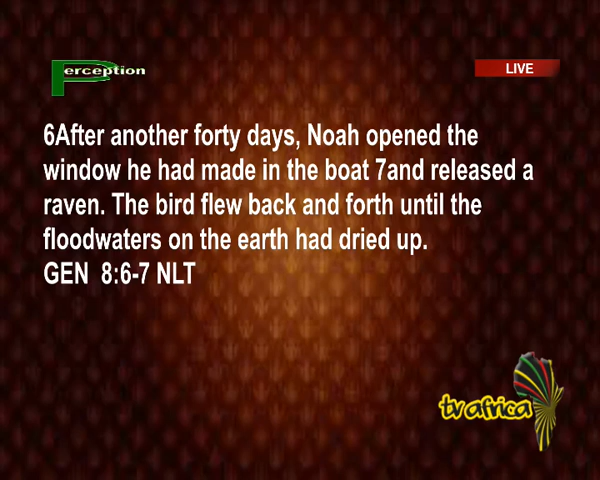 Perception
LIVE
6After another forty days, Noah opened the
window he had made in the boat 7and released a
raven. The bird flew back and forth until the
floodwaters on the earth had dried up.
GEN  8:6-7 NLT
tv africa